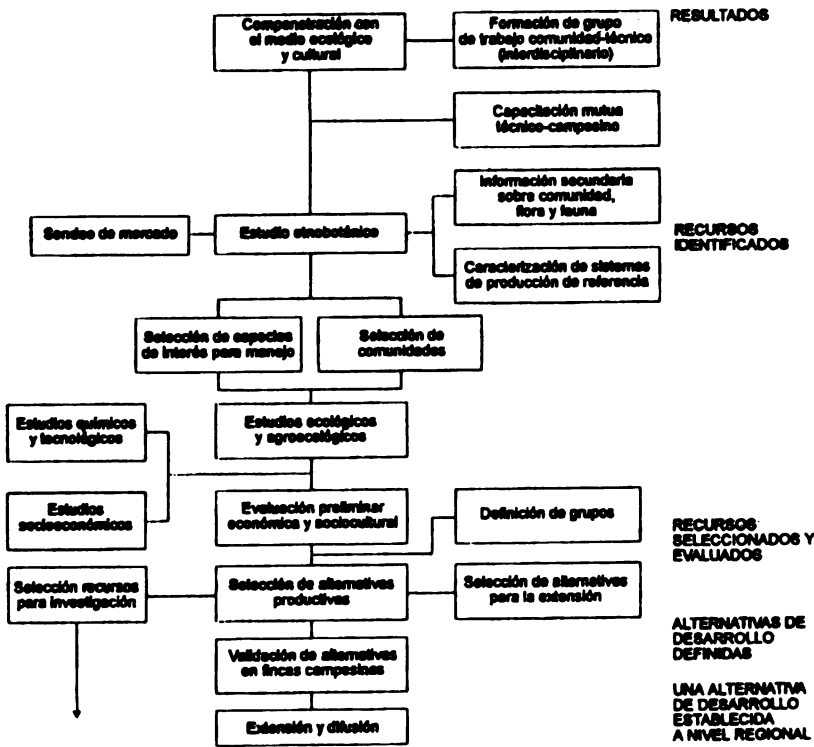 Compenetración con
el medio ecológico
y cultural
Formación de grupo
de trabajo comunidad-técnico
(interdisciplinario)
RESULTADOS
Capacitación mutua
técnico-campesino
Información secundaria
sobre comunidad,
flora y fauna
Sondeo de mercado
Estudio etnobotánico
RECURSOS
IDENTIFICADOS
Caracterización de sistemas
de producción de referencia
Selección de especies
de interés para manejo
Selección de
comunidades
Estudios químicos
y tecnológicos
Estudios ecológicos
y agroecológicos
Estudios
socioeconómicos
Evaluación preliminar
económica y sociocultural
Definición de grupos
RECURSOS
SELECCIONADOS Y
EVALUADOS
Selección recursos
para investigación
Selección de alternativas
productivas
Selección de alternativas
para la extensión
ALTERNATIVAS DE
DESARROLLO
DEFINIDAS
Validación de alternativas
en fincas campesinas
UNA ALTERNATIVA
DE DESARROLLO
ESTABLECIDA
A NIVEL REGIONAL
Extensión y difusión